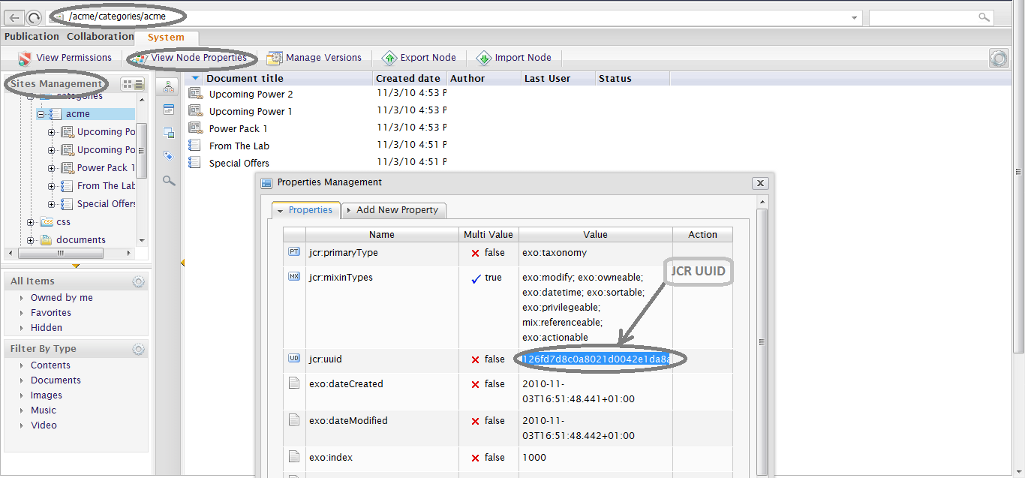 /acme/categories/acme
Publication Collaboration System
View Permissions View Node Properties Manage Versions Export Node Import Node
Sites Management
categories
acme
Upcoming Po
Upcoming Po
Power Pack 1
From The Lab
Special Offers
css
documents
All Items
Owned by me
Favorites
Hidden
Filter By Type
Contents
Documents
Images
Music
Video
Document title Created date Author Last User Status
Upcoming Power 2 11/3/10 4:53 P
Upcoming Power 1 11/3/10 4:53 P
Power Pack 1 11/3/10 4:53 P
From The Lab 11/3/10 4:51 P
Special Offers 11/3/10 4:51 P
Properties Management
Properties Add New Property
Name Multi Value Value Action
PT jcr:primaryType false exo:taxonomy
MX jcr:mixinTypes true exo:modify; exo:owneable;
exo:datetime; exo:sortable;
exo:privilegeable;
mix:referenceable;
exo:actionable
JCR UUID
UD jcr:uuid false 126fd7d8c0a8021d0042e1da8a
exo:dateCreated false 2010-11-
03T16:51:48.441+01:00
exo:dateModified false 2010-11-
03T16:51:48.442+01:00
exo:index false 1000